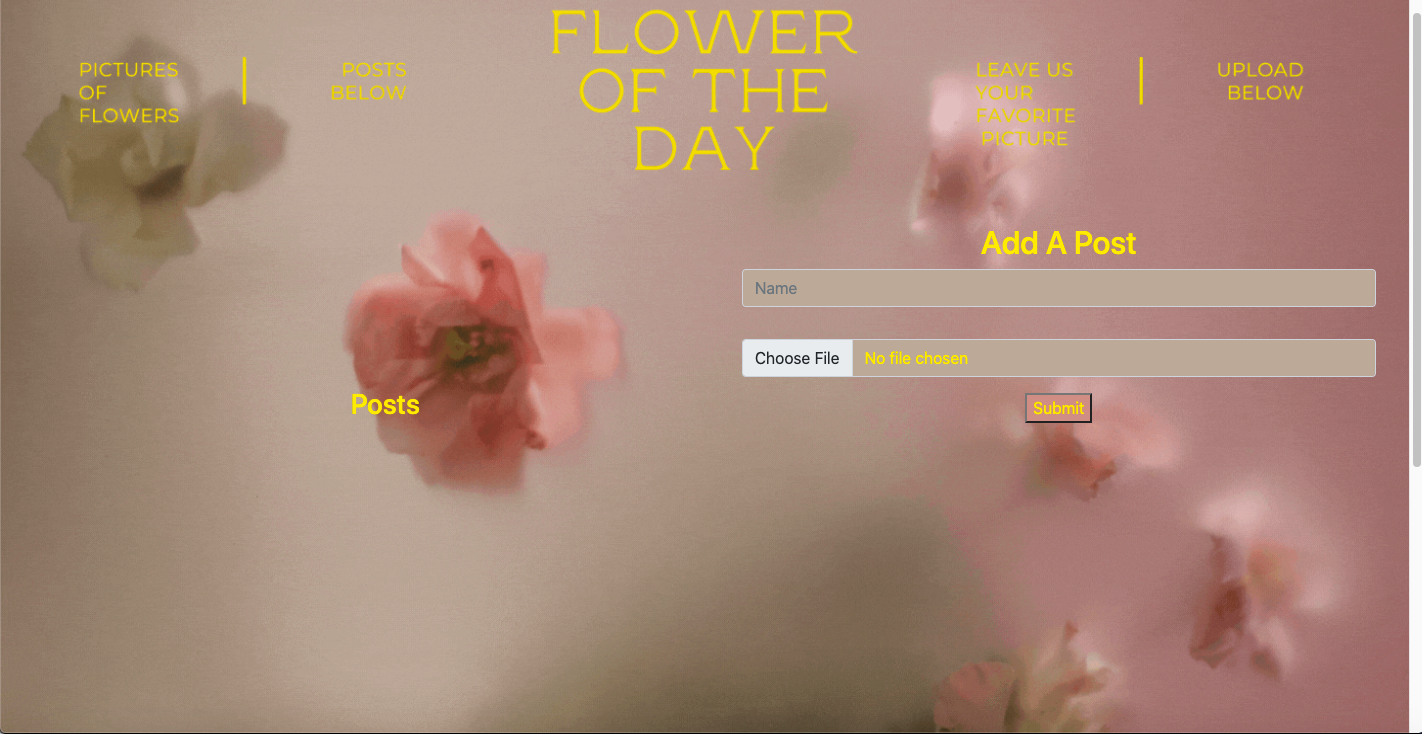 FLOWER
OF THE
DAY
PICTURES
OF
FLOWERS
POSTS
BELOW
LEAVE US
YOUR
FAVORITE
PICTURE
UPLOAD
BELOW
Add A Post
Name
Choose File No file chosen
Submit
Posts